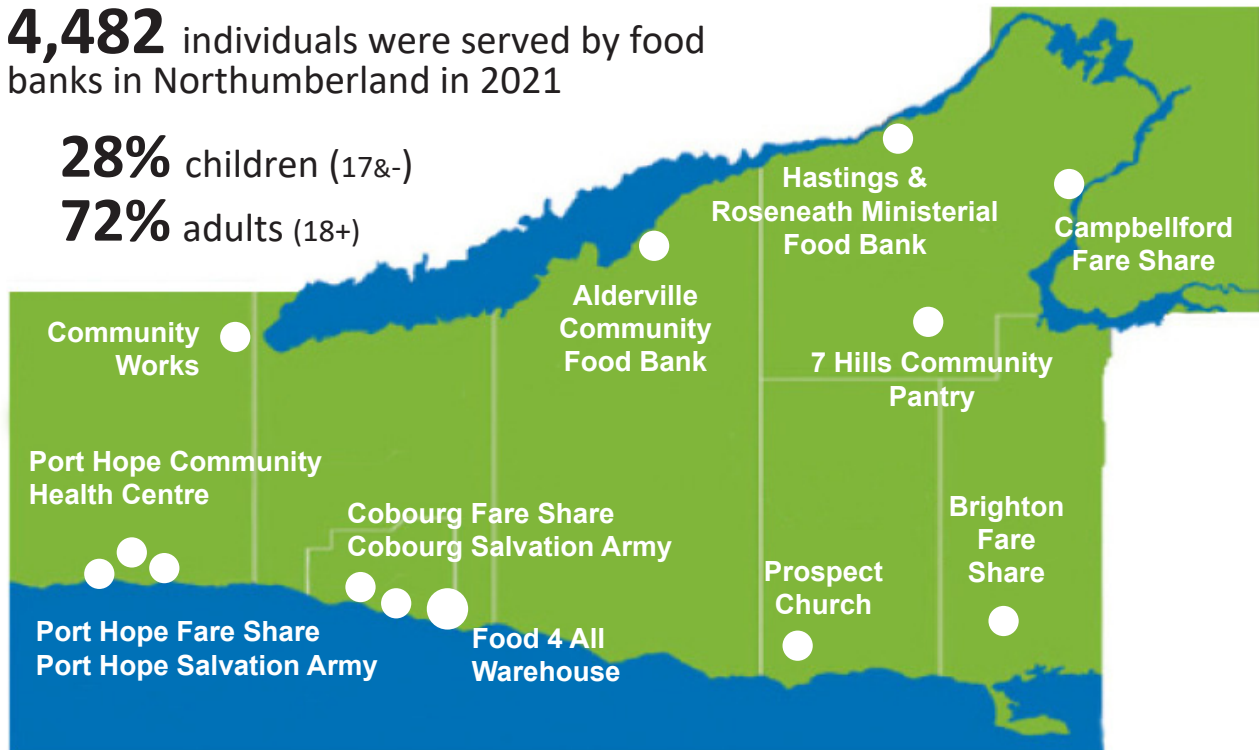 4,482 individuals were served by food
banks in Northumberland in 2021
28% children (17&-)
72% adults (18+)
Hastings &
Roseneath Ministerial
Food Bank
Campbellford
Fare Share
Alderville
Community
Food Bank
Community
Works
7 Hills Community
Pantry
Port Hope Community
Health Centre
Cobourg Fare Share
Cobourg Salvation Army
Brighton
Fare
Share
Prospect
Church
Port Hope Fare Share
Port Hope Salvation Army
Food 4 All
Warehouse